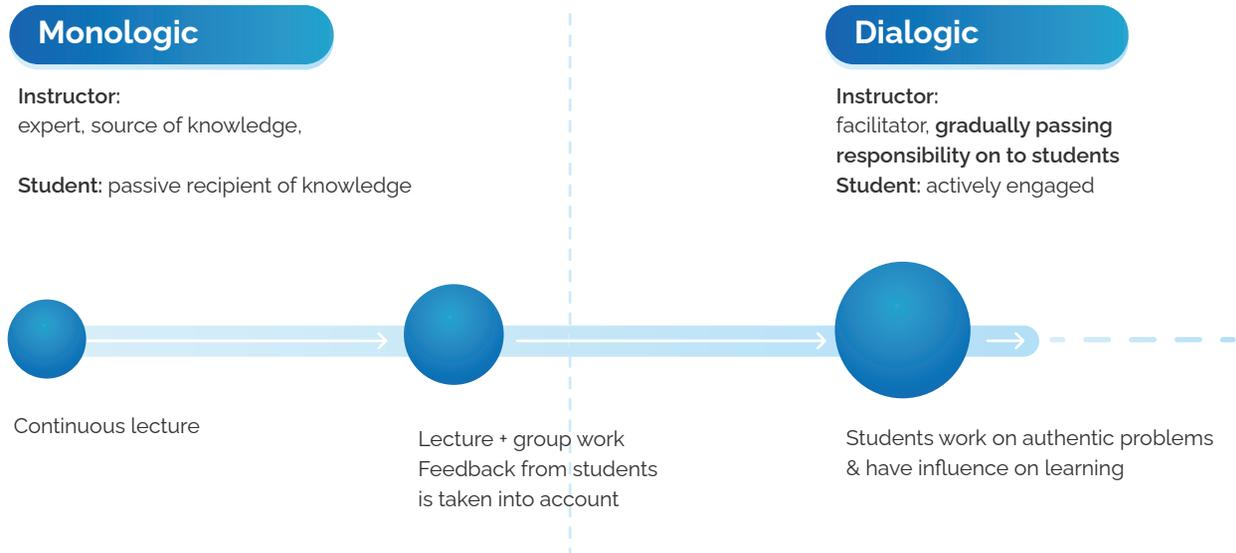 Monologic
Instructor:
expert, source of knowledge,
Student: passive recipient of knowledge
Dialogic
Instructor:
facilitator, gradually passing
responsibility on to students
Student: actively engaged
Continuous lecture
Lecture + group work
Feedback from students
is taken into account
Students work on authentic problems
& have influence on learning